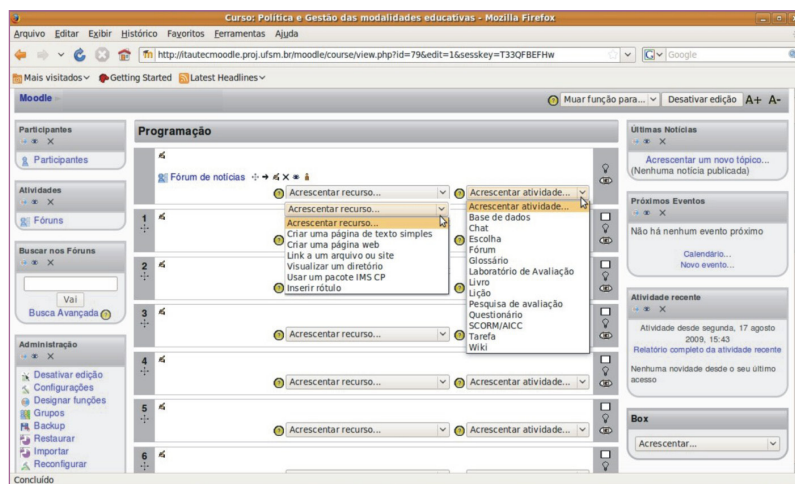 Curso: Política e Gestão das modalidades educativas - Mozilla Firefox
Arquivo Editar Exibir Histórico Favoritos Ferramentas Ajuda
http://itautecmoodle.proj.ufsm.br/moodle/course/view.php?id=79&edit=1&sesskey=T33QFBEFHw
Google
Mais visitados Getting Started Latest Headlines
Moodle
Muar função para... Desativar edição A+ A-
Participantes
Participantes
Atividades
Fóruns
Buscar nos Fóruns
Vai
Busca Avançada
Administração
Desativar edição
Configurações
Designar funções
Grupos
Backup
Restaurar
Importar
Reconfigurar
Programação
Fórum de notícias
Acrescentar recurso... Acrescentar atividade...
Acrescentar recurso...
Acrescentar recurso...
Criar uma página de texto simples
Criar uma página web
Link a um arquivo ou site
Visualizar um diretório
Usar um pacote IMS CP
Inserir rótulo
Acrescentar atividade...
Base de dados
Chat
Escolha
Fórum
Glossário
Laboratório de Avaliação
Livro
Lição
Pesquisa de avaliação
Questionário
SCORM/AICC
Tarefa
Wiki
1
2
3
Acrescentar recurso...
4
Acrescentar recurso... Acrescentar atividade...
5
Acrescentar recurso... Acrescentar atividade...
6
Últimas Notícias
Acrescentar um novo tópico...
(Nenhuma notícia publicada)
Próximos Eventos
Não há nenhum evento próximo
Calendário...
Novo evento...
Atividade recente
Atividade desde segunda, 17 agosto
2009, 15:43
Relatório completo da atividade recente
Nenhuma novidade desde o seu último
acesso
Box
Acrescentar...
Concluído